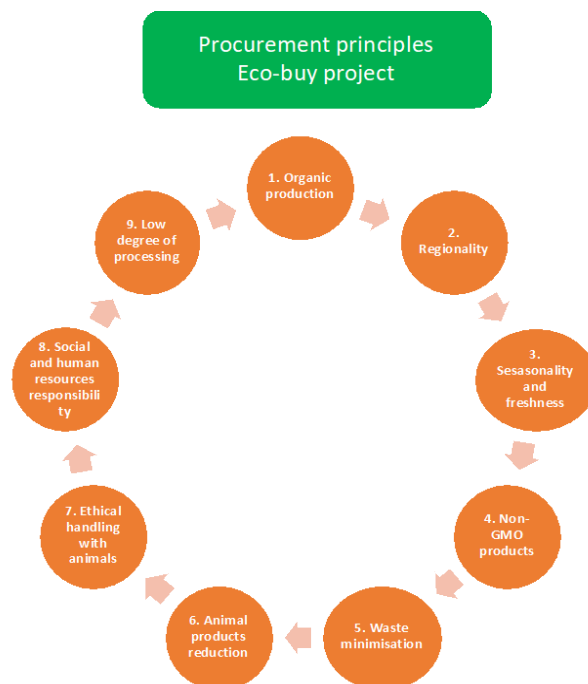 Procurement principles
Eco-buy project
1. Organic
production
2.
Regionality
3.
Sesasonality
and
freshness
4. Non-
GMO
products
5. Waste
minimisation
6. Animal
products
reduction
7. Ethical
handling
with
animals
8. Social
and human
resources
responsibili
ty
9. Low
degree of
processing